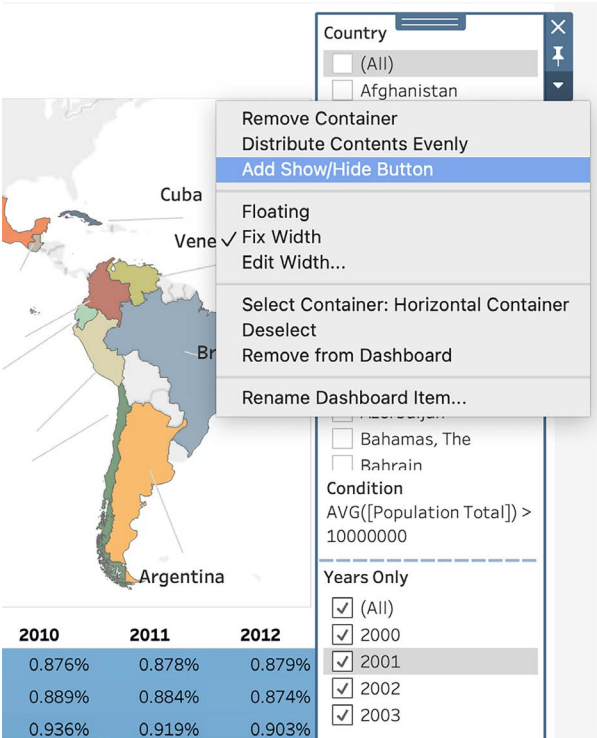 Country
(All)
Afghanistan
Remove Container
Distribute Contents Evenly
Add Show/Hide Button
Floating
✓ Fix Width
Edit Width...
Select Container: Horizontal Container
Deselect
Remove from Dashboard
Rename Dashboard Item...
Cuba
Vene
Br
Argentina
Azerbaijan
Bahamas, The
Bahrain
Condition
AVG([Population Total]) >
10000000
Years Only
(All)
2000
2001
2002
2003
2010 2011 2012
0.876% 0.878% 0.879%
0.889% 0.884% 0.874%
0.936% 0.919% 0.903%